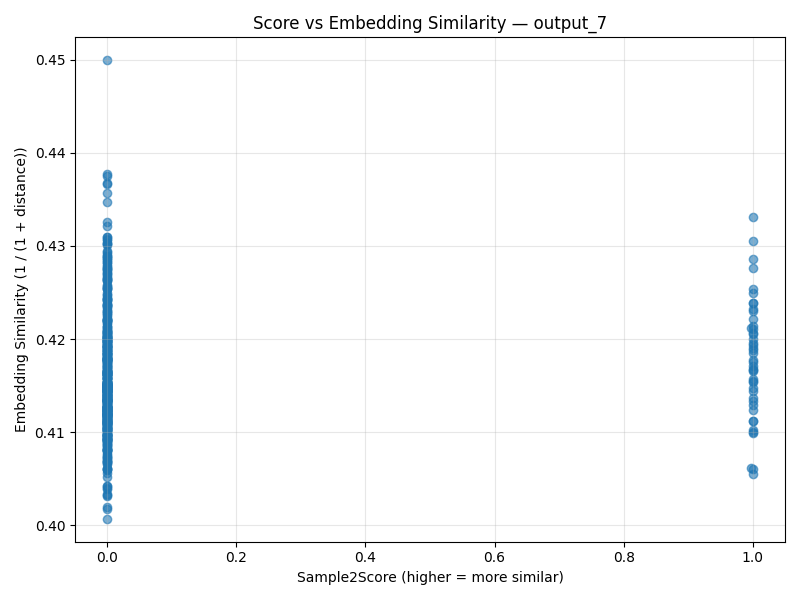 Score vs Embedding Similarity — output_7
Embedding Similarity (1 / (1 + distance))
0.45
0.44
0.43
0.42
0.41
0.40
0.0 0.2 0.4 0.6 0.8 1.0
Sample2Score (higher = more similar)